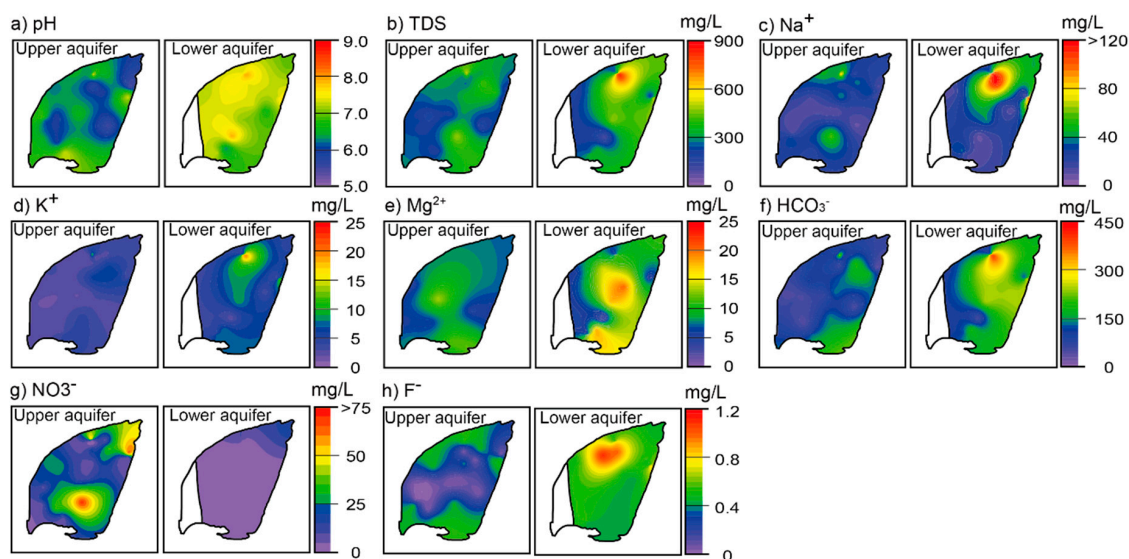 a) pH
Upper aquifer
Lower aquifer
9.0
8.0
7.0
6.0
5.0
b) TDS
mg/L
Upper aquifer
Lower aquifer
900
600
300
0
c) Na⁺
mg/L
Upper aquifer
Lower aquifer
>120
80
40
0
d) K⁺
mg/L
Upper aquifer
Lower aquifer
25
20
15
10
5
0
e) Mg²⁺
mg/L
Upper aquifer
Lower aquifer
25
20
15
10
5
0
f) HCO₃⁻
mg/L
Upper aquifer
Lower aquifer
450
300
150
0
g) NO3⁻
mg/L
Upper aquifer
Lower aquifer
>75
50
25
0
h) F⁻
mg/L
Upper aquifer
Lower aquifer
1.2
0.8
0.4
0